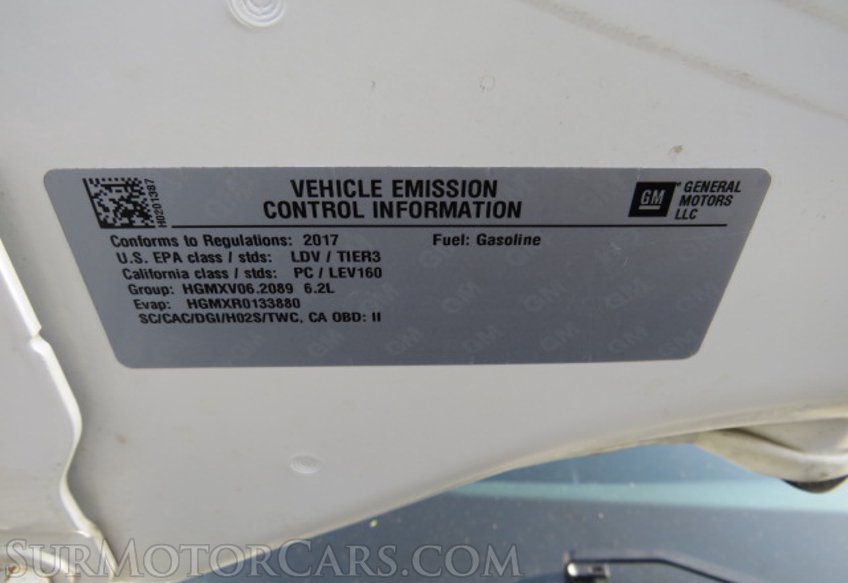 VEHICLE EMISSION
CONTROL INFORMATION
GM
GENERAL
MOTORS
LLC
H0201387
Conforms to Regulations: 2017 Fuel: Gasoline
U.S. EPA class / stds: LDV / TIER3
California class / stds: PC / LEV160
Group: HGMXV06.2089 6.2L
Evap: HGMXR0133880
SC/CAC/DGI/H02S/TWC, CA OBD: II
SurMotorCars.com